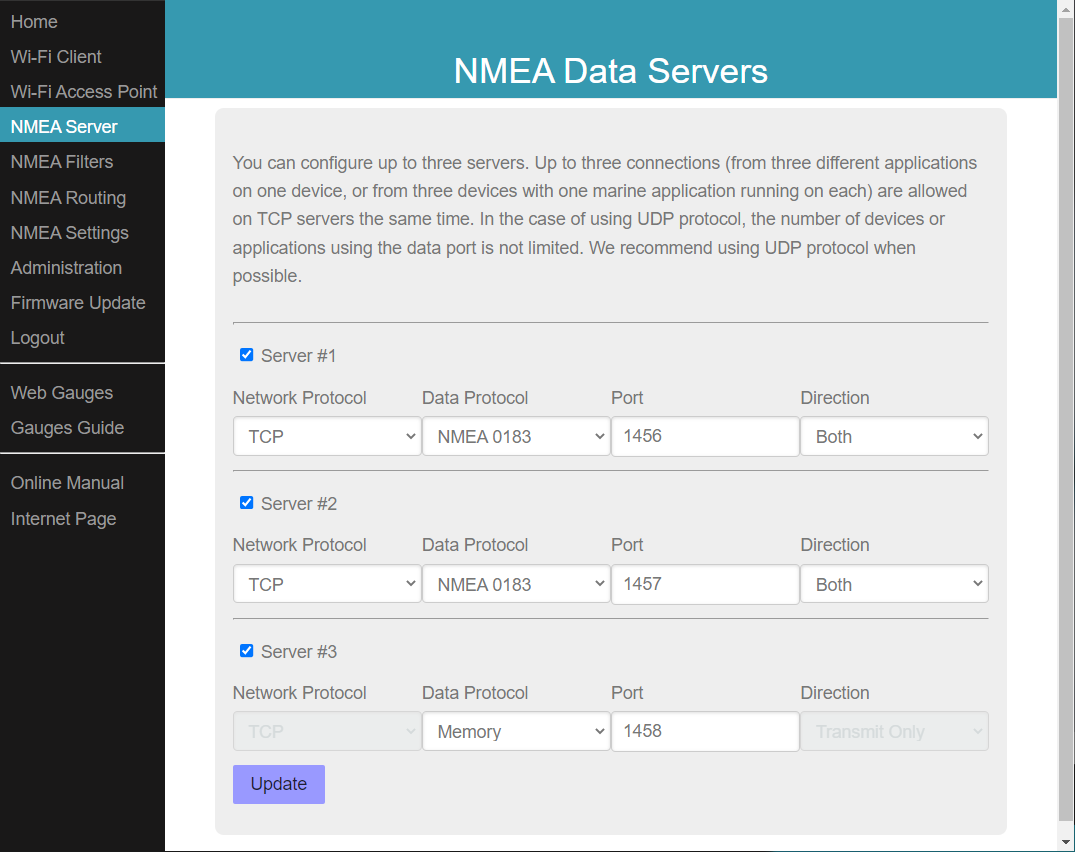 Home
Wi-Fi Client
Wi-Fi Access Point
NMEA Server
NMEA Filters
NMEA Routing
NMEA Settings
Administration
Firmware Update
Logout
Web Gauges
Gauges Guide
Online Manual
Internet Page
NMEA Data Servers
You can configure up to three servers. Up to three connections (from three different applications
on one device, or from three devices with one marine application running on each) are allowed
on TCP servers the same time. In the case of using UDP protocol, the number of devices or
applications using the data port is not limited. We recommend using UDP protocol when
possible.
Server #1
Network Protocol Data Protocol Port Direction
TCP NMEA 0183 1456 Both
Server #2
Network Protocol Data Protocol Port Direction
TCP NMEA 0183 1457 Both
Server #3
Network Protocol Data Protocol Port Direction
TCP Memory 1458 Transmit Only
Update